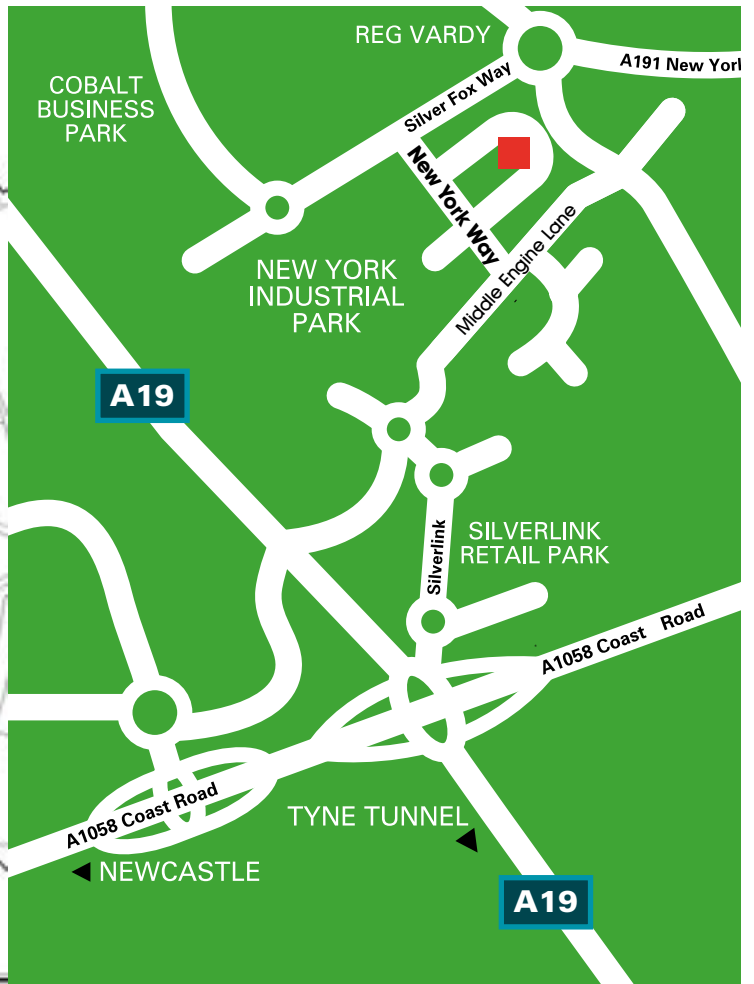 REG VARDY
A191 New York
COBALT
BUSINESS
PARK
Silver Fox Way
New York Way
Middle Engine Lane
NEW YORK
INDUSTRIAL
PARK
A19
Silverlink
SILVERLINK
RETAIL PARK
A1058 Coast Road
A1058 Coast Road
TYNE TUNNEL
NEWCASTLE
A19